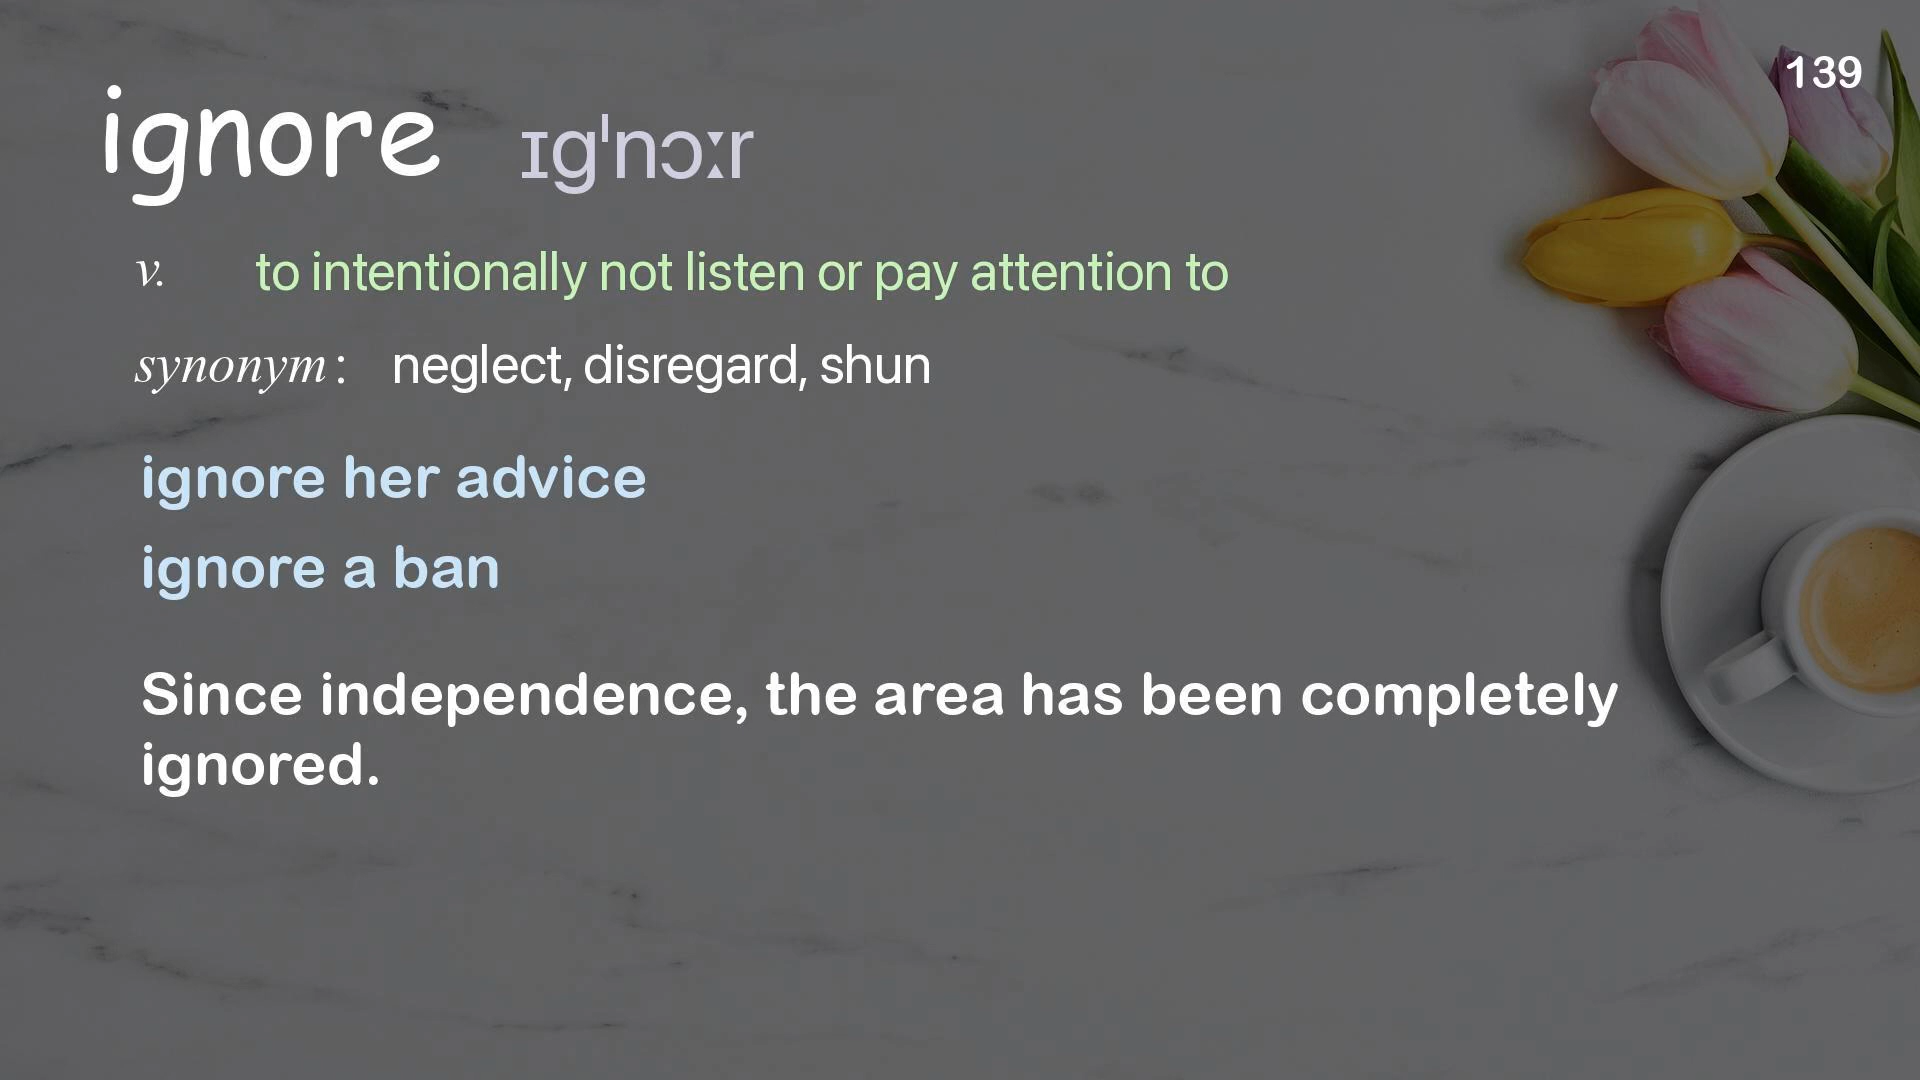 139
ignore ɪɡˈnɔːr
v. to intentionally not listen or pay attention to
synonym : neglect, disregard, shun
ignore her advice
ignore a ban
Since independence, the area has been completely
ignored.